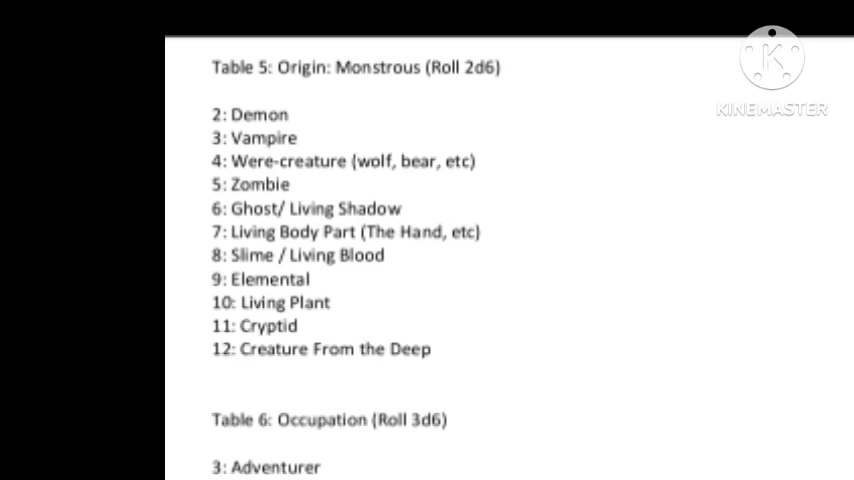 Table 5: Origin: Monstrous (Roll 2d6)
2: Demon
3: Vampire
4: Were-creature (wolf, bear, etc)
5: Zombie
6: Ghost/ Living Shadow
7: Living Body Part (The Hand, etc)
8: Slime / Living Blood
9: Elemental
10: Living Plant
11: Cryptid
12: Creature From the Deep
Table 6: Occupation (Roll 3d6)
3: Adventurer
K
KINEMASTER